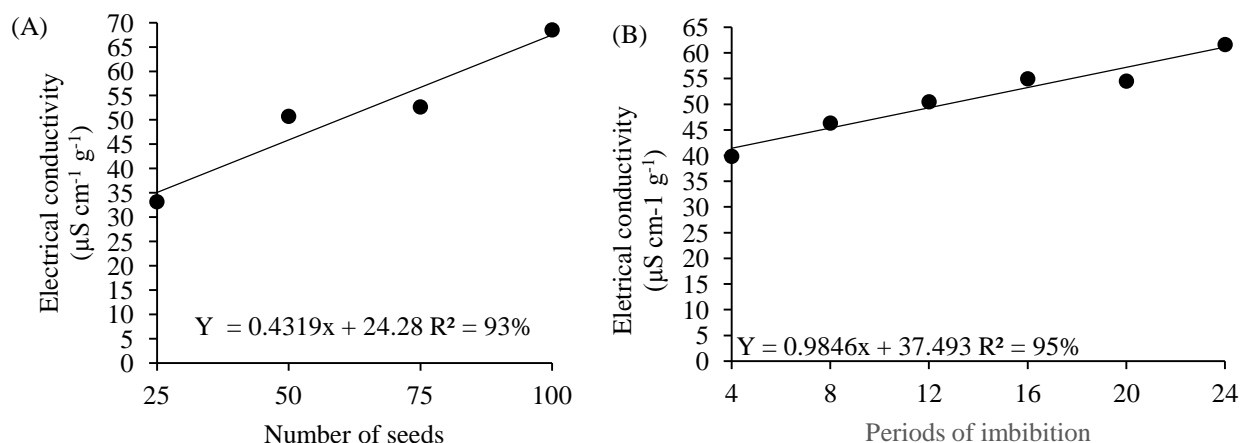 (A)
Electrical conductivity
(µS cm⁻¹ g⁻¹)
70
65
60
55
50
45
40
35
30
25
20
15
10
5
0
Y = 0.4319x + 24.28 R² = 93%
25 50 75 100
Number of seeds
(B)
Eletrical conductivity
(µS cm-1 g⁻¹)
65
60
55
50
45
40
35
30
25
20
15
10
5
0
Y = 0.9846x + 37.493 R² = 95%
4 8 12 16 20 24
Periods of imbibition